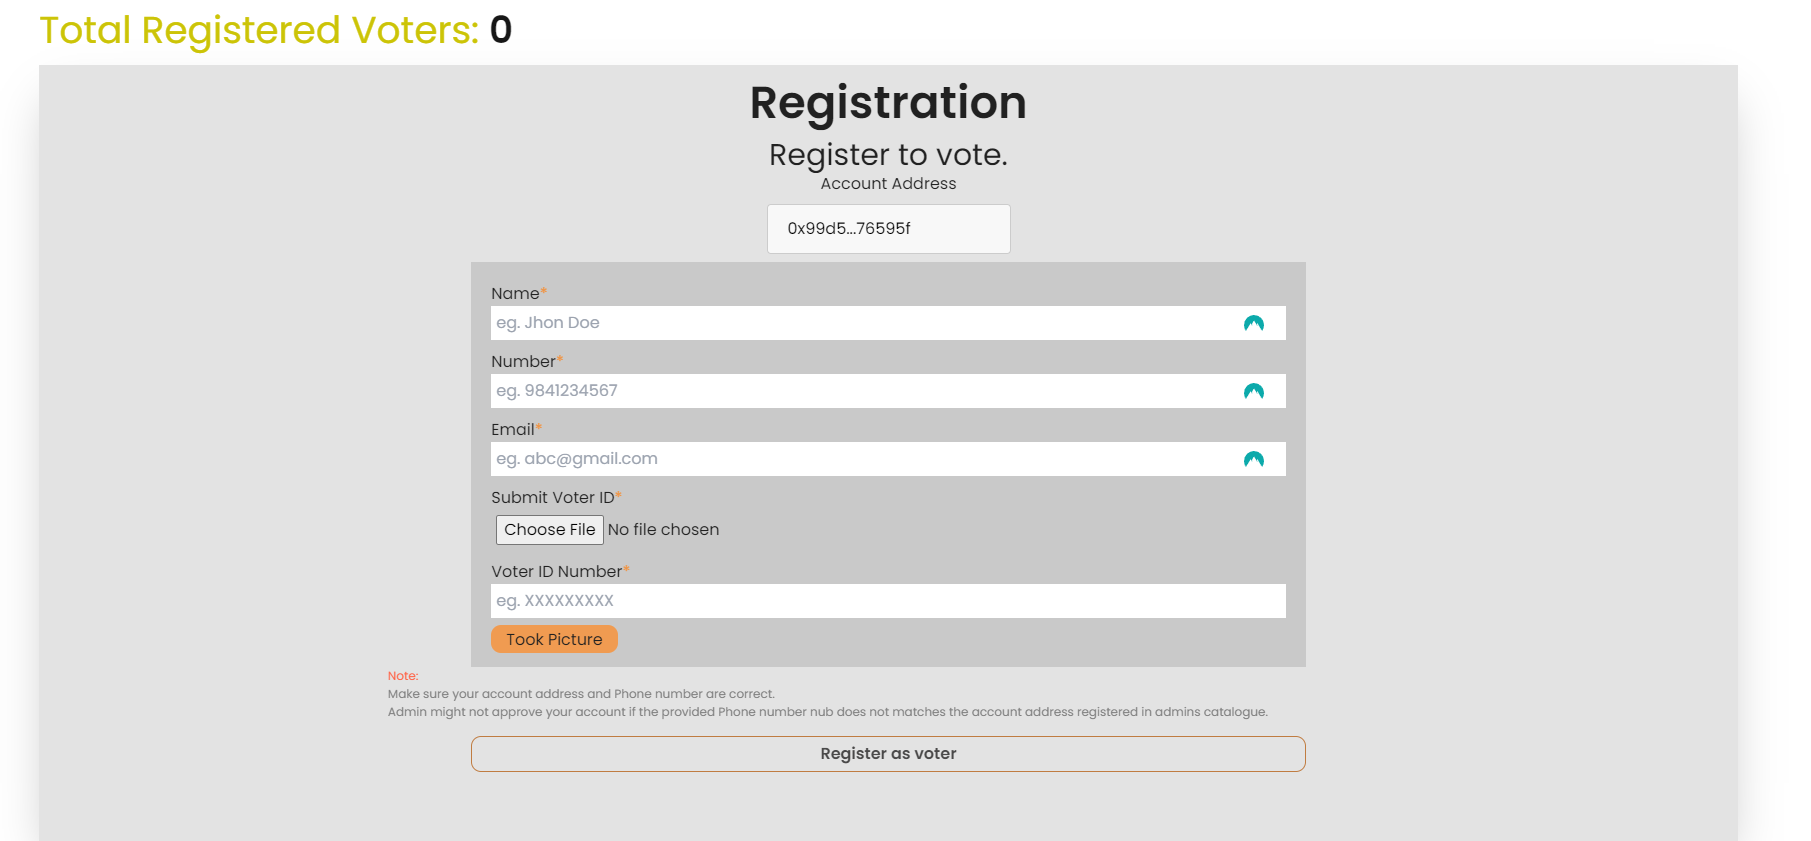 Total Registered Voters: 0
Registration
Register to vote.
Account Address
0x99d5...76595f
Name*
eg. Jhon Doe
Number*
eg. 9841234567
Email*
eg. abc@gmail.com
Submit Voter ID*
Choose File No file chosen
Voter ID Number*
eg. XXXXXXXXX
Took Picture
Note:
Make sure your account address and Phone number are correct.
Admin might not approve your account if the provided Phone number nub does not matches the account address registered in admins catalogue.
Register as voter